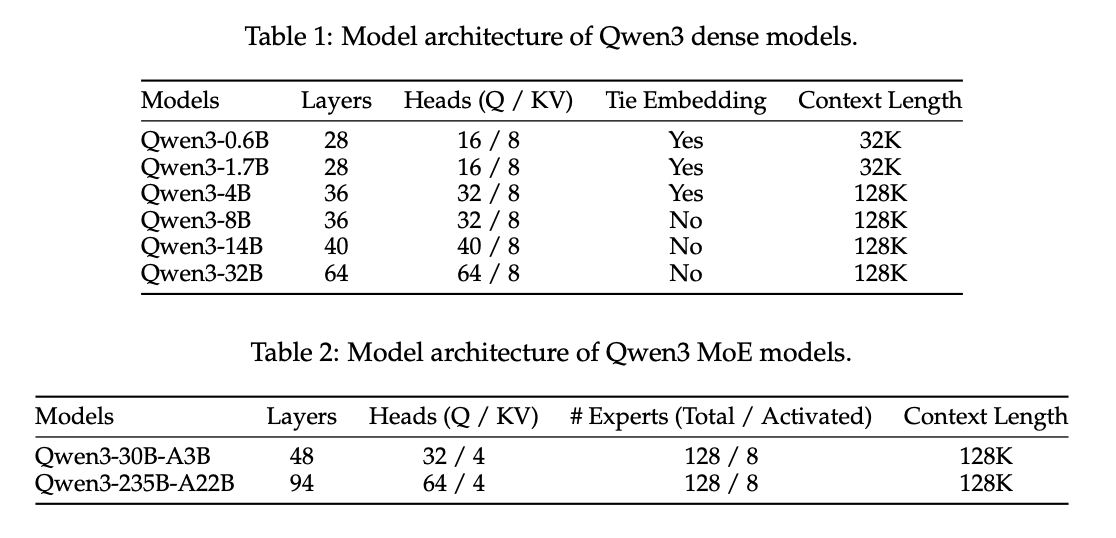 Table 1: Model architecture of Qwen3 dense models.
Models Layers Heads (Q / KV) Tie Embedding Context Length
Qwen3-0.6B 28 16 / 8 Yes 32K
Qwen3-1.7B 28 16 / 8 Yes 32K
Qwen3-4B 36 32 / 8 Yes 128K
Qwen3-8B 36 32 / 8 No 128K
Qwen3-14B 40 40 / 8 No 128K
Qwen3-32B 64 64 / 8 No 128K
Table 2: Model architecture of Qwen3 MoE models.
Models Layers Heads (Q / KV) # Experts (Total / Activated) Context Length
Qwen3-30B-A3B 48 32 / 4 128 / 8 128K
Qwen3-235B-A22B 94 64 / 4 128 / 8 128K